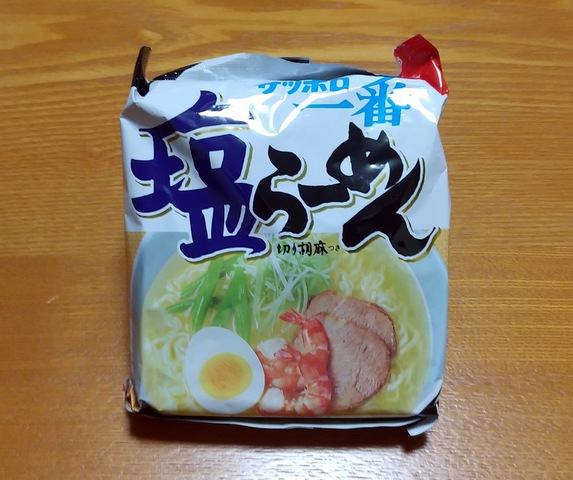 サッポロ
一番
塩らーめん
切り胡麻つき